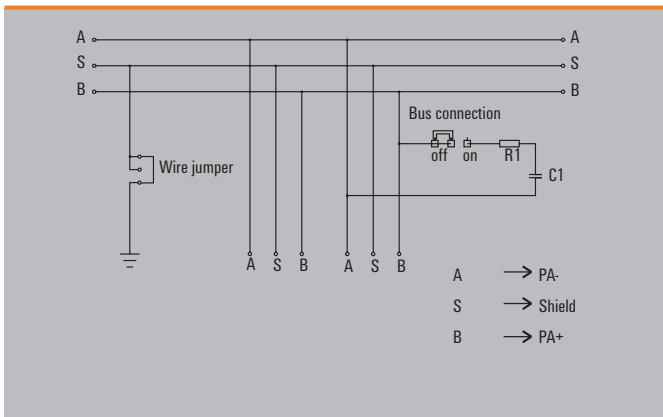 A A
S S
B B
Bus connection
off on R1
C1
Wire jumper
A S B A S B
A → PA-
S → Shield
B → PA+